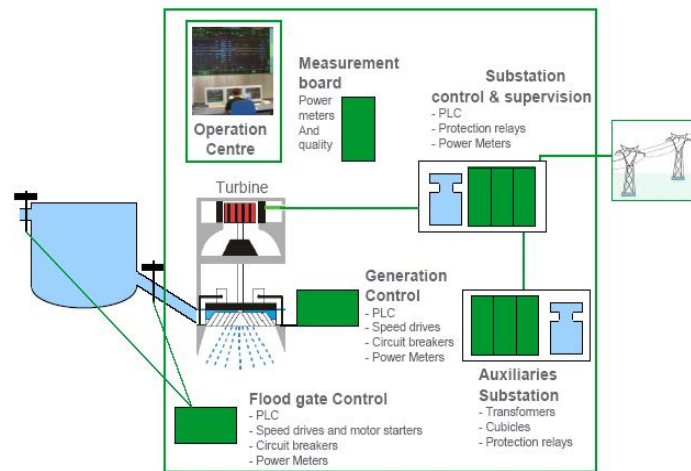 Measurement
board
Power
meters
And
quality
Operation
Centre
Substation
control & supervision
- PLC
- Protection relays
- Power Meters
Turbine
Generation
Control
- PLC
- Speed drives
- Circuit breakers
- Power Meters
Auxiliaries
Substation
- Transformers
- Cubicles
- Protection relays
Flood gate Control
- PLC
- Speed drives and motor starters
- Circuit breakers
- Power Meters